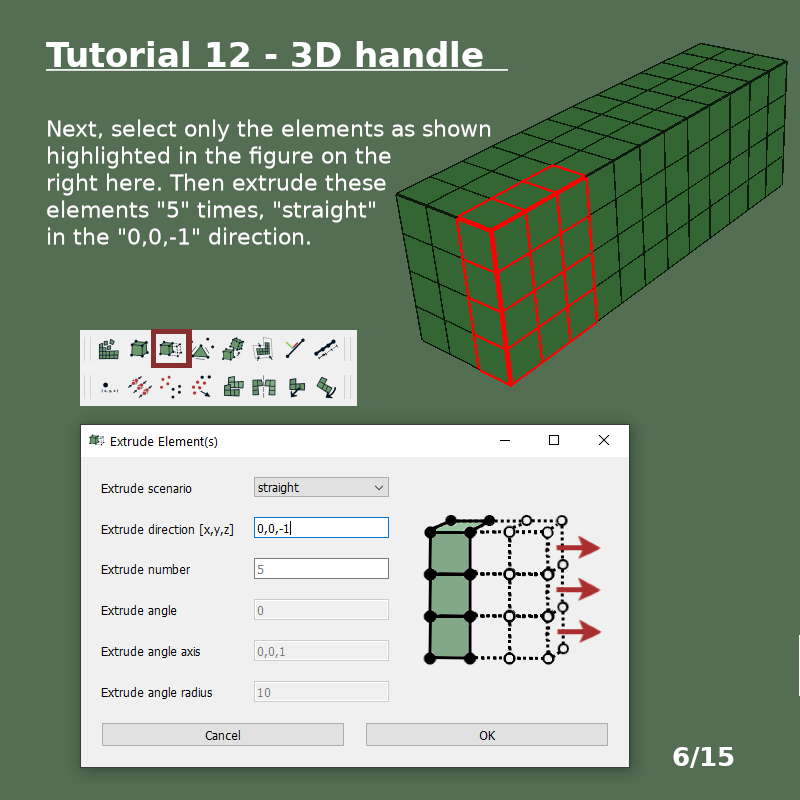 Tutorial 12 - 3D handle
Next, select only the elements as shown
highlighted in the figure on the
right here. Then extrude these
elements "5" times, "straight"
in the "0,0,-1" direction.
Extrude Element(s)
Extrude scenario
straight
Extrude direction [x,y,z]
0,0,-1
Extrude number
5
Extrude angle
0
Extrude angle axis
0,0,1
Extrude angle radius
10
Cancel
OK
6/15